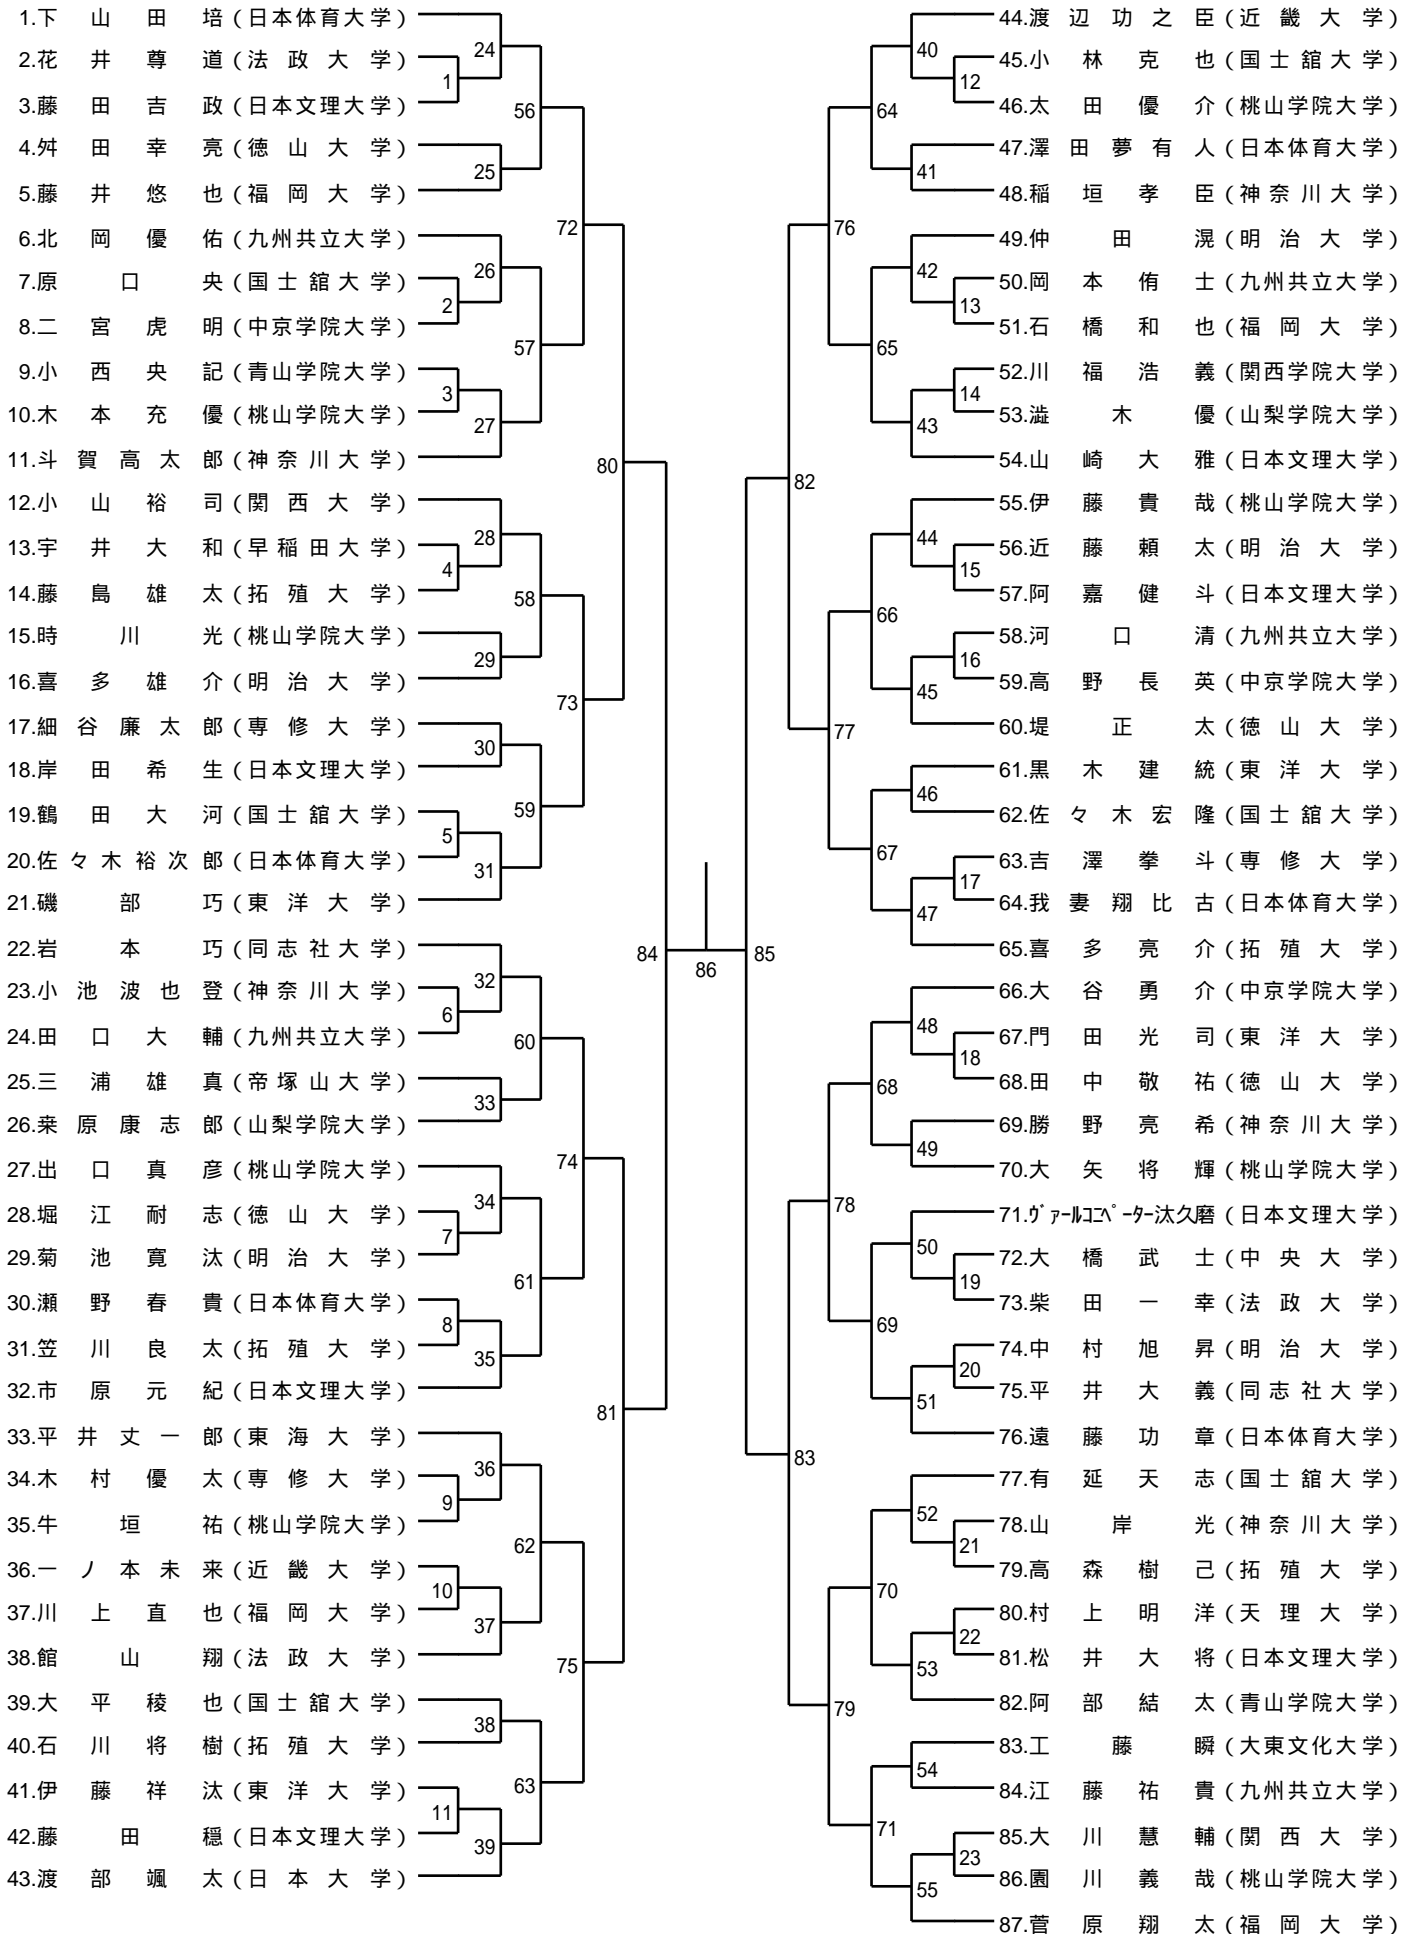 1.下山田培(日本体育大学)
2.花井尊道(法政大学)
3.藤田吉政(日本文理大学)
4.舛田幸亮(徳山大学)
5.藤井悠也(福岡大学)
6.北岡優佑(九州共立大学)
7.原口央(国士舘大学)
8.二宮虎明(中京学院大学)
9.小西央記(青山学院大学)
10.木本充優(桃山学院大学)
11.斗賀高太郎(神奈川大学)
12.小山裕司(関西大学)
13.宇井大和(早稲田大学)
14.藤島雄太(拓殖大学)
15.時川光(桃山学院大学)
16.喜多雄介(明治大学)
17.細谷廉太郎(専修大学)
18.岸田希生(日本文理大学)
19.鶴田大河(国士舘大学)
20.佐々木裕次郎(日本体育大学)
21.磯部巧(東洋大学)
22.岩本巧(同志社大学)
23.小池波也登(神奈川大学)
24.田口大輔(九州共立大学)
25.三浦雄真(帝塚山大学)
26.桒原康志郎(山梨学院大学)
27.出口真彦(桃山学院大学)
28.堀江耐志(徳山大学)
29.菊池寛汰(明治大学)
30.瀬野春貴(日本体育大学)
31.笠川良太(拓殖大学)
32.市原元紀(日本文理大学)
33.平井丈一郎(東海大学)
34.木村優太(専修大学)
35.牛垣祐(桃山学院大学)
36.一ノ本未来(近畿大学)
37.川上直也(福岡大学)
38.館山翔(法政大学)
39.大平稜也(国士舘大学)
40.石川将樹(拓殖大学)
41.伊藤祥汰(東洋大学)
42.藤田穏(日本文理大学)
43.渡部颯太(日本大学)
1
2
3
4
5
6
7
8
9
10
11
24
25
26
27
28
29
30
31
32
33
34
35
36
37
38
39
56
57
58
59
60
61
62
63
72
73
74
75
80
81
84
86
85
82
83
76
77
78
79
64
65
66
67
68
69
70
71
40
41
42
43
44
45
46
47
48
49
50
51
52
53
54
55
12
13
14
15
16
17
18
19
20
21
22
23
44.渡辺功之臣(近畿大学)
45.小林克也(国士舘大学)
46.太田優介(桃山学院大学)
47.澤田夢有人(日本体育大学)
48.稲垣孝臣(神奈川大学)
49.仲田滉(明治大学)
50.岡本侑士(九州共立大学)
51.石橋和也(福岡大学)
52.川福浩義(関西学院大学)
53.澁木優(山梨学院大学)
54.山崎大雅(日本文理大学)
55.伊藤貴哉(桃山学院大学)
56.近藤頼太(明治大学)
57.阿嘉健斗(日本文理大学)
58.河口清(九州共立大学)
59.高野長英(中京学院大学)
60.堤正太(徳山大学)
61.黒木建統(東洋大学)
62.佐々木宏隆(国士舘大学)
63.吉澤拳斗(専修大学)
64.我妻翔比古(日本体育大学)
65.喜多亮介(拓殖大学)
66.大谷勇介(中京学院大学)
67.門田光司(東洋大学)
68.田中敬祐(徳山大学)
69.勝野亮希(神奈川大学)
70.大矢将輝(桃山学院大学)
71.ヴァールコニペーター汰久磨(日本文理大学)
72.大橋武士(中央大学)
73.柴田一幸(法政大学)
74.中村旭昇(明治大学)
75.平井大義(同志社大学)
76.遠藤功章(日本体育大学)
77.有延天志(国士舘大学)
78.山岸光(神奈川大学)
79.高森樹己(拓殖大学)
80.村上明洋(天理大学)
81.松井大将(日本文理大学)
82.阿部結太(青山学院大学)
83.工藤瞬(大東文化大学)
84.江藤祐貴(九州共立大学)
85.大川慧輔(関西大学)
86.園川義哉(桃山学院大学)
87.菅原翔太(福岡大学)